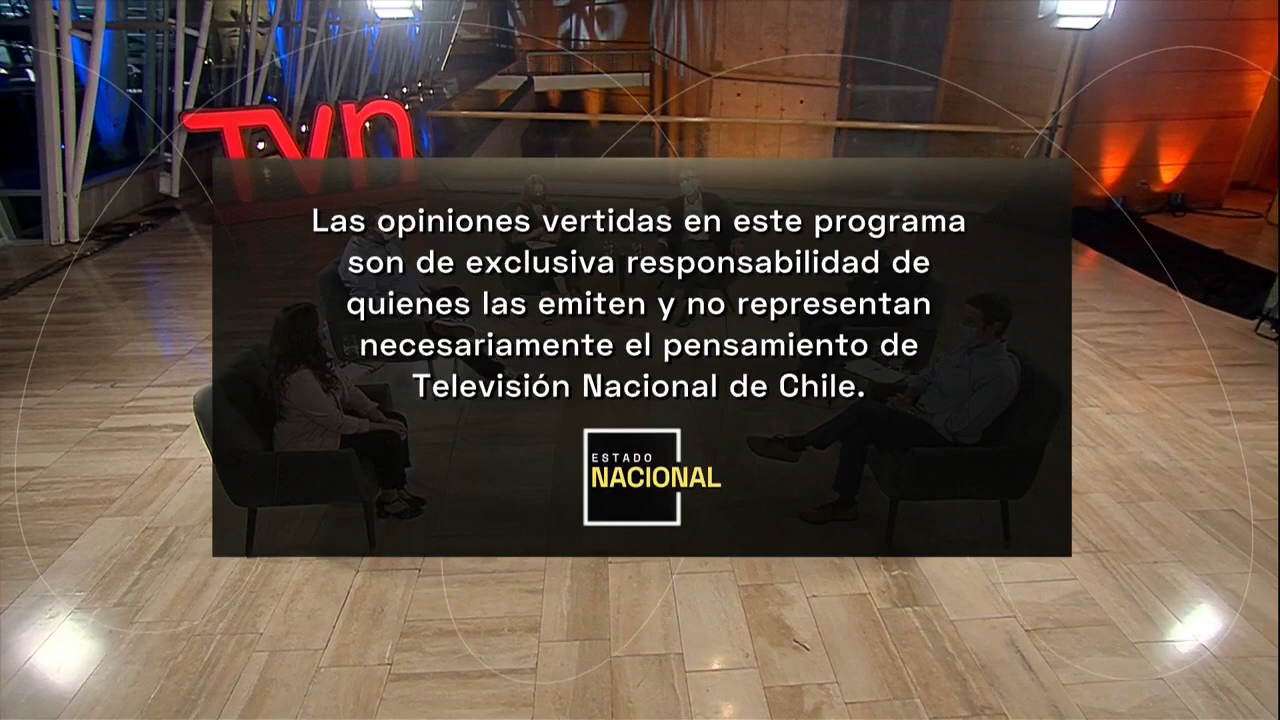 tvn
Las opiniones vertidas en este programa
son de exclusiva responsabilidad de
quienes las emiten y no representan
necesariamente el pensamiento de
Televisión Nacional de Chile.
ESTADO
NACIONAL